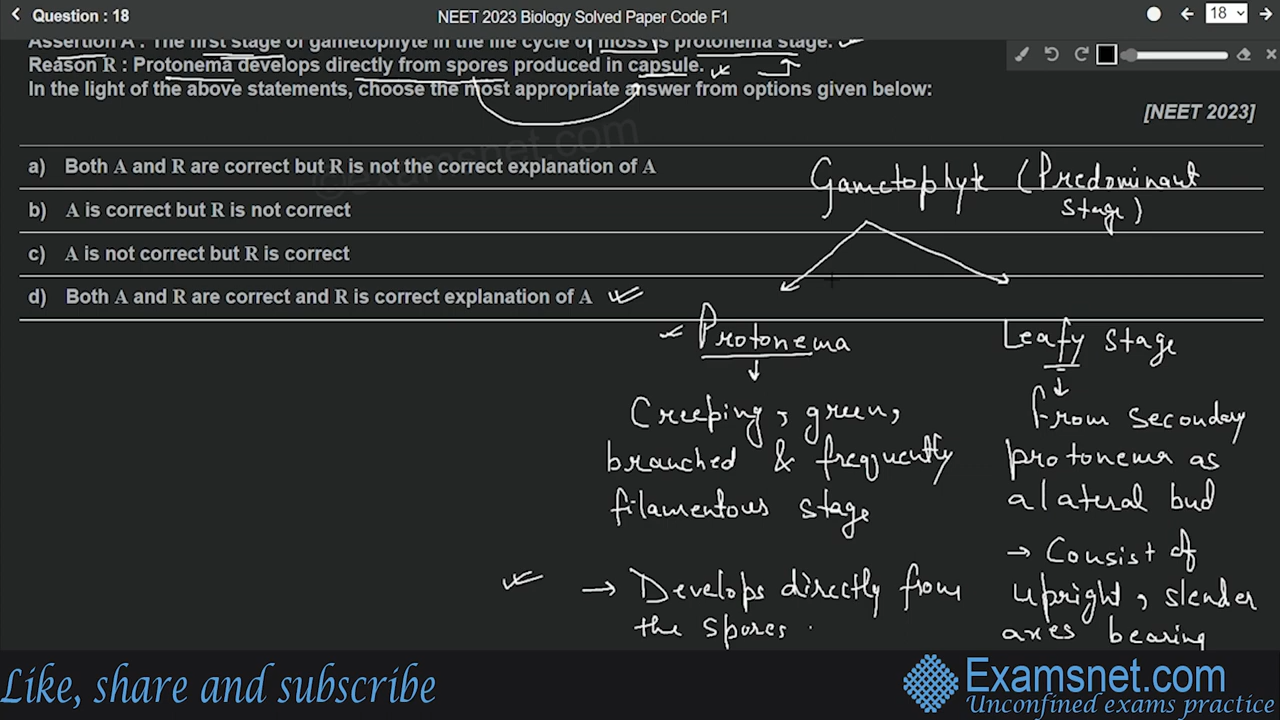 Question : 18
NEET 2023 Biology Solved Paper Code F1
18
Assertion A : The first stage of gametophyte in the life cycle of moss is protonema stage.
Reason R : Protonema develops directly from spores produced in capsule.
In the light of the above statements, choose the most appropriate answer from options given below:
[NEET 2023]
©examsnet.com
a) Both A and R are correct but R is not the correct explanation of A
b) A is correct but R is not correct
c) A is not correct but R is correct
d) Both A and R are correct and R is correct explanation of A
Gametophyte (Predominant
stage)
Protonema
Creeping, green,
branched & frequently
filamentous stage
→ Develops directly from
the spores
Leafy stage
from secondary
protonema as
a lateral bud
→ Consist of
upright, slender
axes bearing
Like, share and subscribe
Examsnet.com
Unconfined exams practice